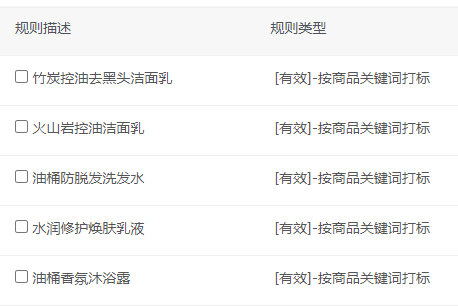 规则描述 规则类型
竹炭控油去黑头洁面乳 [有效]-按商品关键词打标
火山岩控油洁面乳 [有效]-按商品关键词打标
油桶防脱发洗发水 [有效]-按商品关键词打标
水润修护焕肤乳液 [有效]-按商品关键词打标
油桶香氛沐浴露 [有效]-按商品关键词打标